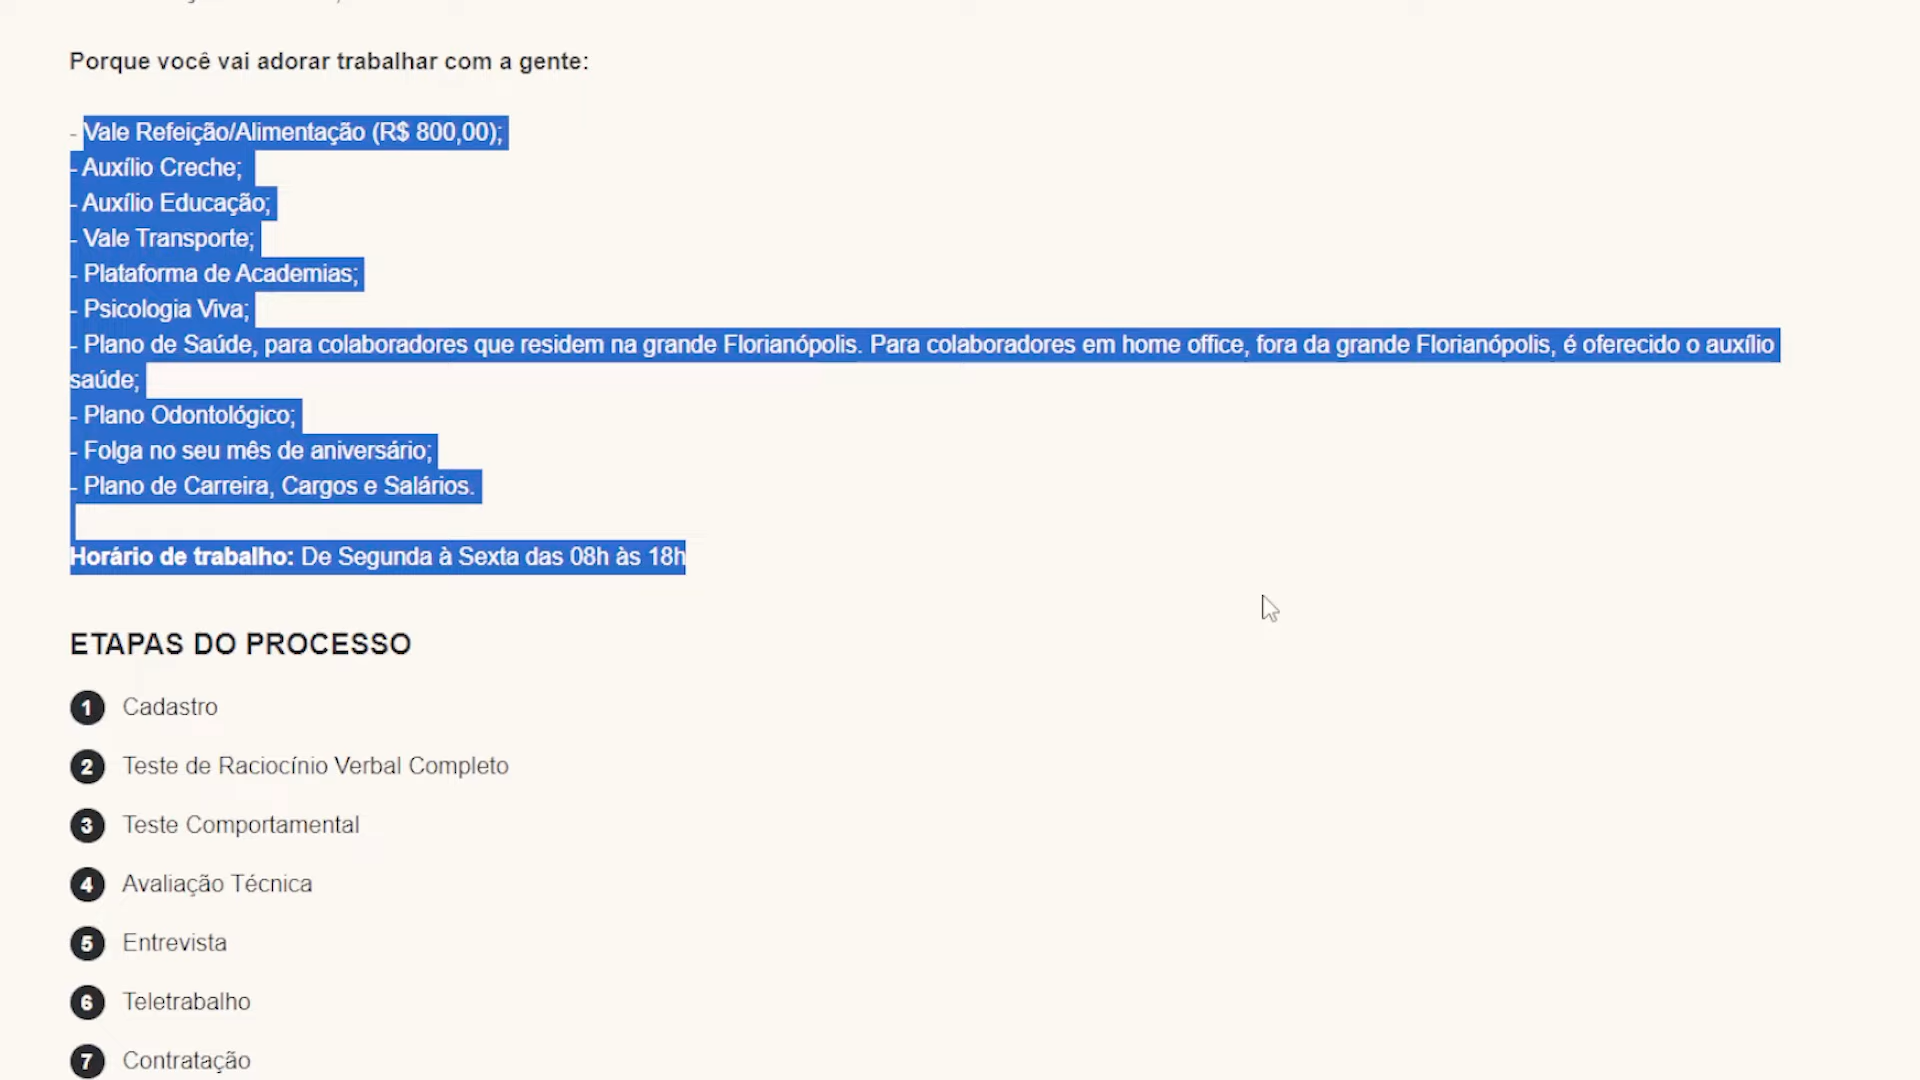 Porque você vai adorar trabalhar com a gente:
- Vale Refeição/Alimentação (R$ 800,00);
- Auxílio Creche;
- Auxílio Educação;
- Vale Transporte;
- Plataforma de Academias;
- Psicologia Viva;
- Plano de Saúde, para colaboradores que residem na grande Florianópolis. Para colaboradores em home office, fora da grande Florianópolis, é oferecido o auxílio
saúde;
- Plano Odontológico;
- Folga no seu mês de aniversário;
- Plano de Carreira, Cargos e Salários.
Horário de trabalho: De Segunda à Sexta das 08h às 18h
ETAPAS DO PROCESSO
1 Cadastro
2 Teste de Raciocínio Verbal Completo
3 Teste Comportamental
4 Avaliação Técnica
5 Entrevista
6 Teletrabalho
7 Contratação